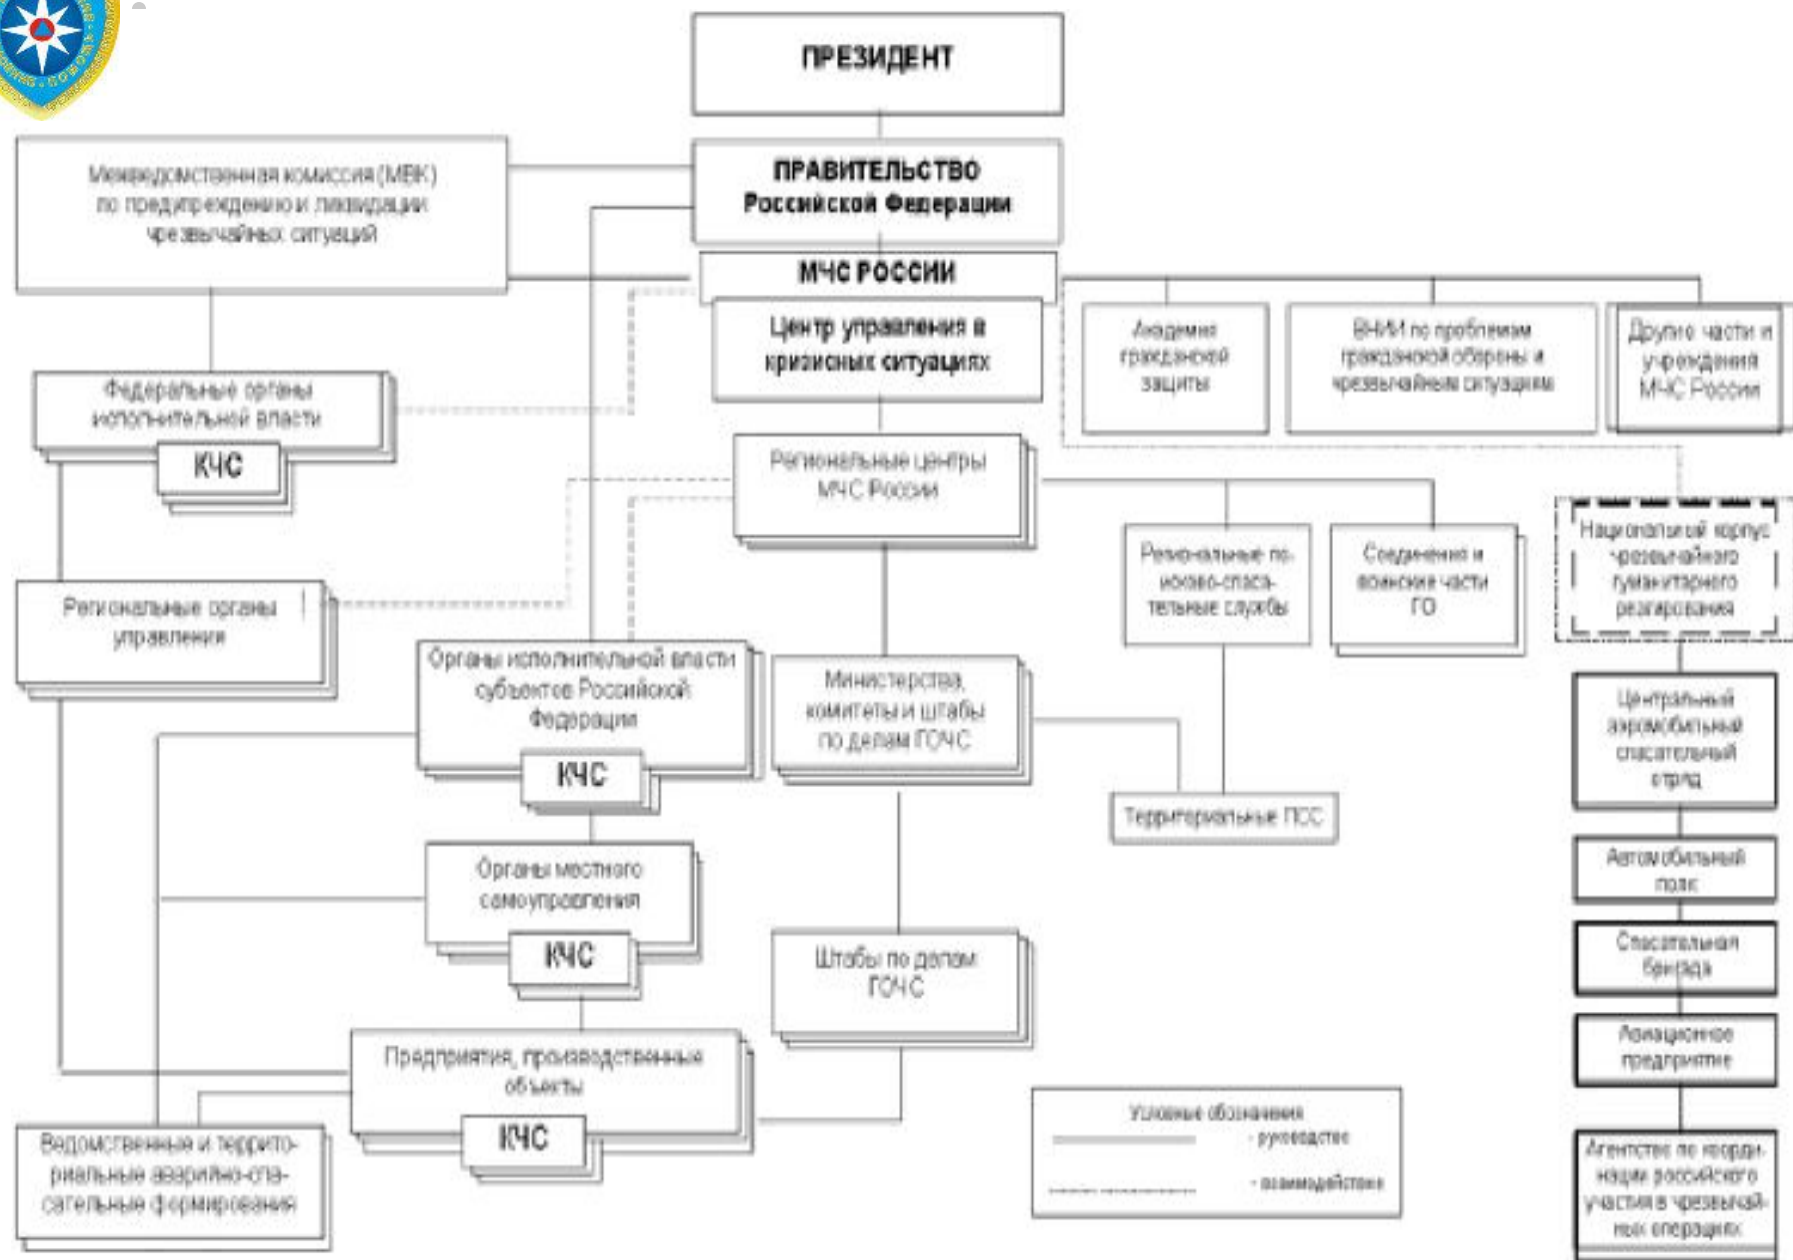 ПРЕЗИДЕНТ
Межведомственная комиссия (МВК)
по предупреждению и ликвидации
чрезвычайных ситуаций
ПРАВИТЕЛЬСТВО
Российской Федерации
МЧС РОССИИ
Центр управления в
кризисных ситуациях
Академия
гражданской
защиты
ВНИИ по проблемам
гражданской обороны и
чрезвычайным ситуациям
Другие части и
учреждения
МЧС России
Федеральные органы
исполнительной власти
КЧС
Региональные центры
МЧС России
Региональные по-
исково-спаса-
тельные службы
Соединения и
воинские части
ГО
Национальный корпус
чрезвычайного
гуманитарного
реагирования
Региональные органы
управления
Органы исполнительной власти
субъектов Российской
Федерации
КЧС
Министерства,
комитеты и штабы
по делам ГОЧС
Центральный
аэромобильный
спасательный
отряд
Территориальные ПСС
Автомобильный
полк
Органы местного
самоуправления
КЧС
Штабы по делам
ГОЧС
Спасательная
бригада
Авиационное
предприятие
Предприятия, производственные
объекты
КЧС
Ведомственные и террито-
риальные аварийно-спа-
сательные формирования
Условные обозначения
- руководство
- взаимодействие
Агентство по коорди-
нации российского
участия в чрезвычай-
ных операциях